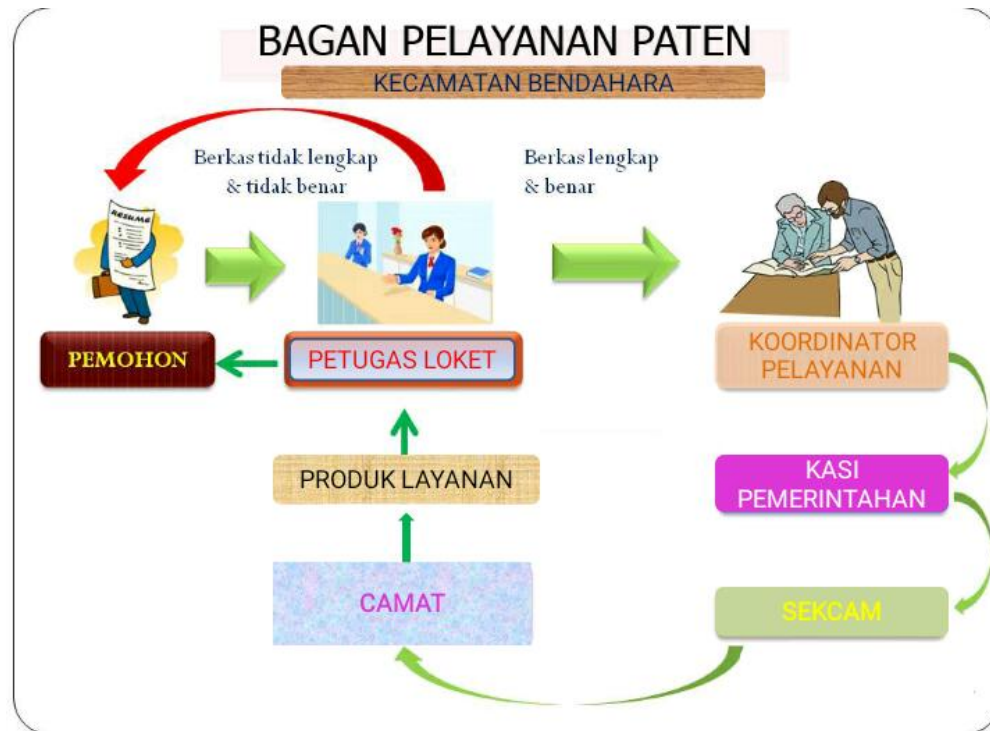 BAGAN PELAYANAN PATEN
KECAMATAN BENDAHARA
Berkas tidak lengkap
& tidak benar
Berkas lengkap
& benar
RESUME
PEMOHON
PETUGAS LOKET
KOORDINATOR
PELAYANAN
PRODUK LAYANAN
KASI
PEMERINTAHAN
CAMAT
SEKCAM